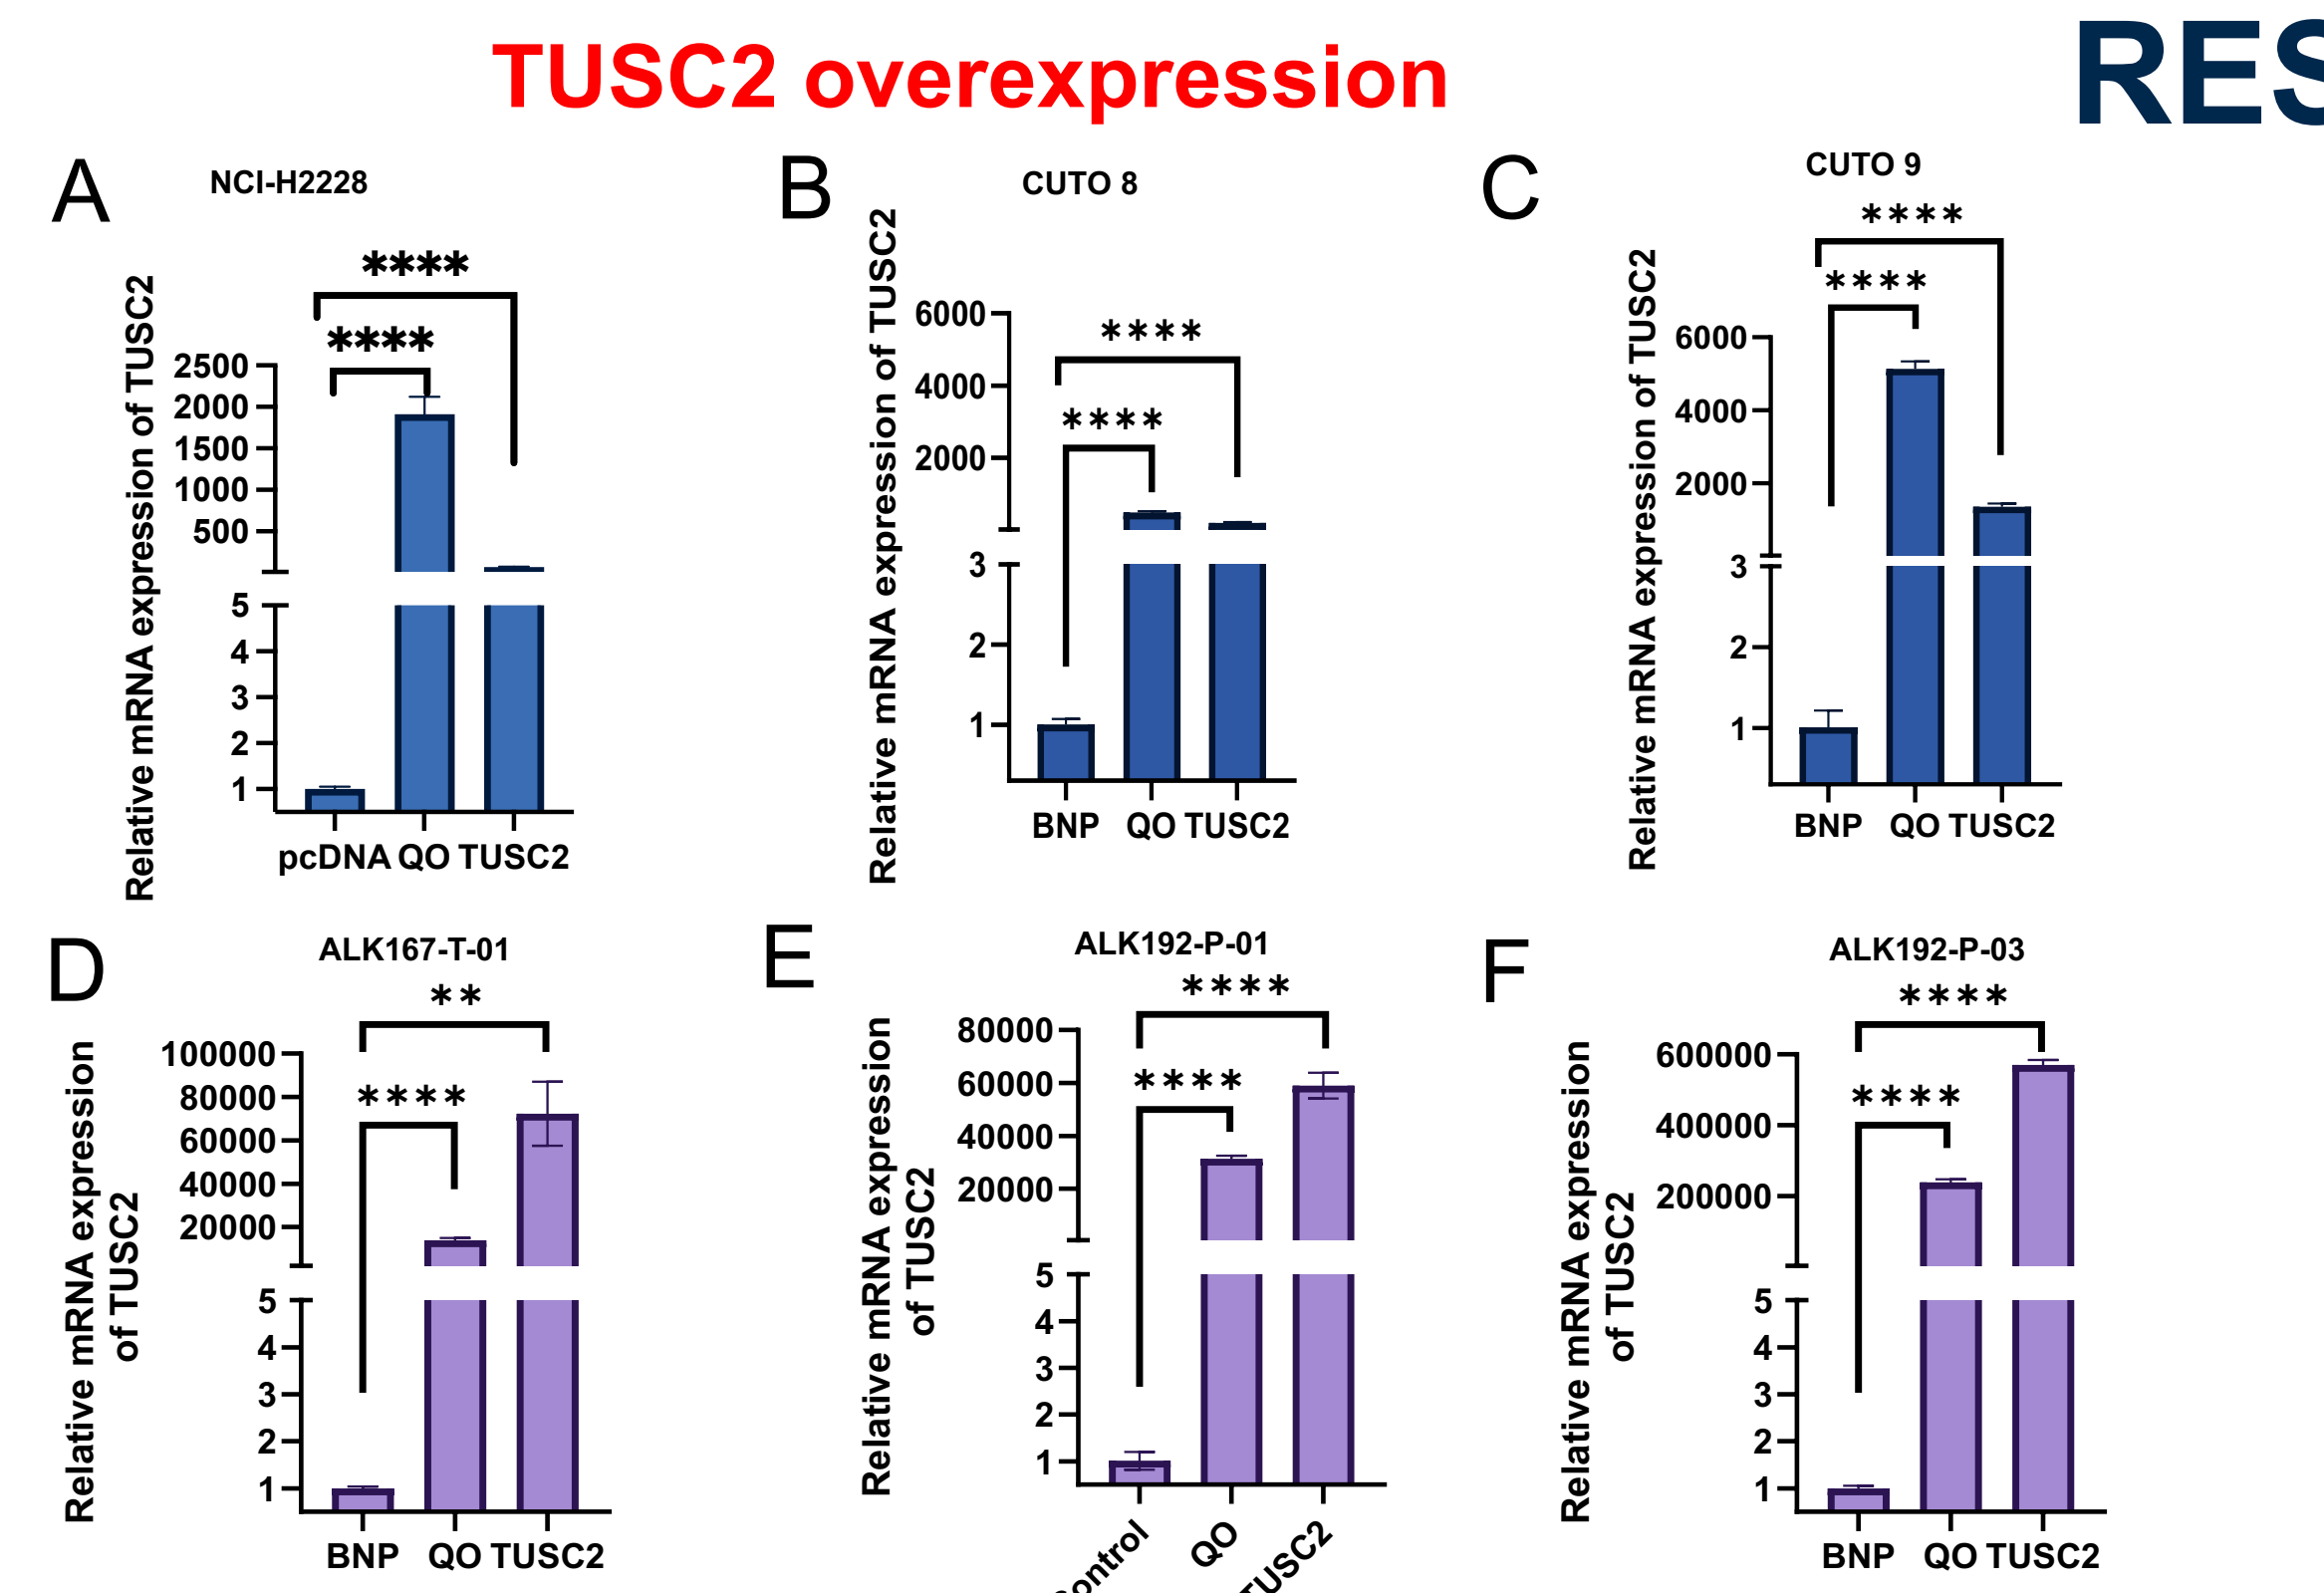 TUSC2 overexpression
RES
A
NCI-H2228
****
****
Relative mRNA expression of TUSC2
2500
2000
1500
1000
500
5
4
3
2
1
pcDNA QO TUSC2
B
CUTO 8
****
****
Relative mRNA expression of TUSC2
6000
4000
2000
3
2
1
BNP QO TUSC2
C
CUTO 9
****
****
Relative mRNA expression of TUSC2
6000
4000
2000
3
2
1
BNP QO TUSC2
D
ALK167-T-01
**
****
Relative mRNA expression
of TUSC2
100000
80000
60000
40000
20000
5
4
3
2
1
BNP QO TUSC2
E
ALK192-P-01
****
****
Relative mRNA expression
of TUSC2
80000
60000
40000
20000
5
4
3
2
1
ontrol QO TUSC2
F
ALK192-P-03
****
****
Relative mRNA expression
of TUSC2
600000
400000
200000
5
4
3
2
1
BNP QO TUSC2